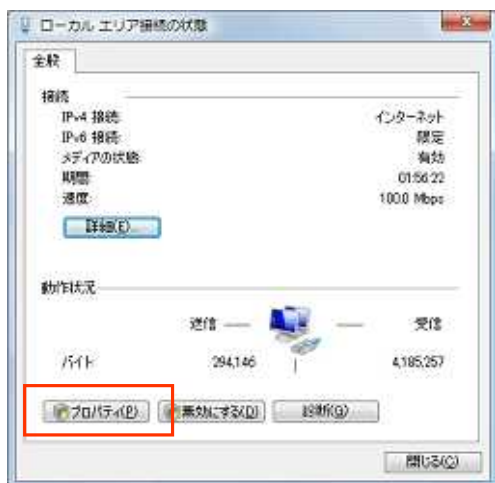 ローカル エリア接続の状態
全般
接続
IPv4 接続: インターネット
IPv6 接続: 限定
メディアの状態: 有効
期間: 01:56:22
速度: 100.0 Mbps
詳細(E)...
動作状況
送信 — — 受信
バイト: 294,146 | 4,185,257
プロパティ(P) 無効にする(D) 診断(G)
閉じる(C)